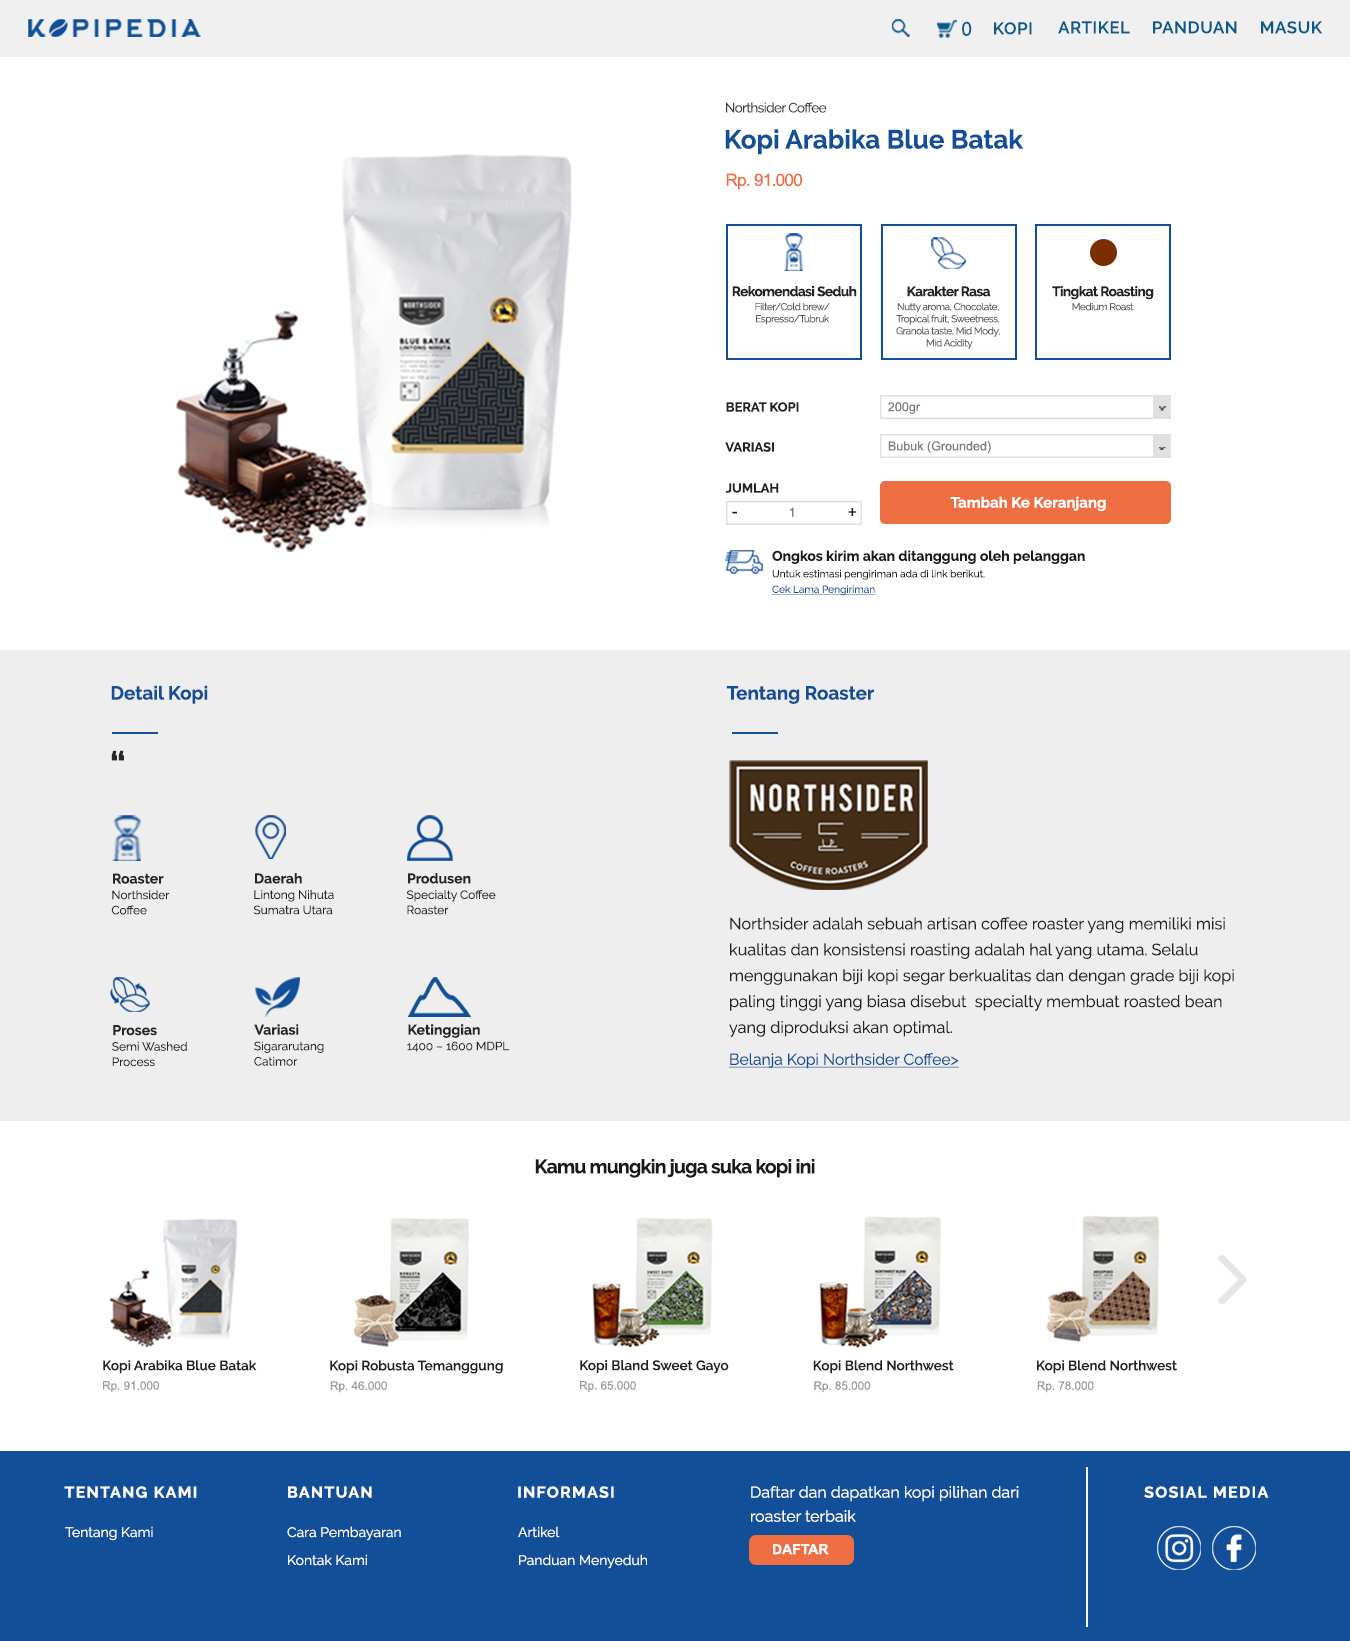 KOPIPEDIA
0
KOPI
ARTIKEL
PANDUAN
MASUK
Northsider Coffee
Kopi Arabika Blue Batak
Rp. 91.000
NORTHSIDER
BLUE BATAK
LINTONG NIHUTA
Rekomendasi Seduh
Filter/Cold brew/
Espresso/Tubruk
Karakter Rasa
Nutty aroma, Chocolate,
Tropical fruit, Sweetness,
Granola taste, Mid Mody,
Mid Acidity
Tingkat Roasting
Medium Roast
BERAT KOPI
200gr
VARIASI
Bubuk (Grounded)
JUMLAH
- 1 +
Tambah Ke Keranjang
Ongkos kirim akan ditanggung oleh pelanggan
Untuk estimasi pengiriman ada di link berikut.
Cek Lama Pengiriman
Detail Kopi
“
Roaster
Northsider
Coffee
Daerah
Lintong Nihuta
Sumatra Utara
Produsen
Specialty Coffee
Roaster
Proses
Semi Washed
Process
Variasi
Sigararutang
Catimor
Ketinggian
1400 – 1600 MDPL
Tentang Roaster
NORTHSIDER
COFFEE ROASTERS
Northsider adalah sebuah artisan coffee roaster yang memiliki misi
kualitas dan konsistensi roasting adalah hal yang utama. Selalu
menggunakan biji kopi segar berkualitas dan dengan grade biji kopi
paling tinggi yang biasa disebut  specialty membuat roasted bean
yang diproduksi akan optimal.
Belanja Kopi Northsider Coffee>
Kamu mungkin juga suka kopi ini
Kopi Arabika Blue Batak
Rp. 91.000
Kopi Robusta Temanggung
Rp. 46.000
Kopi Bland Sweet Gayo
Rp. 65.000
Kopi Blend Northwest
Rp. 85.000
Kopi Blend Northwest
Rp. 78.000
TENTANG KAMI
Tentang Kami
BANTUAN
Cara Pembayaran
Kontak Kami
INFORMASI
Artikel
Panduan Menyeduh
Daftar dan dapatkan kopi pilihan dari
roaster terbaik
DAFTAR
SOSIAL MEDIA